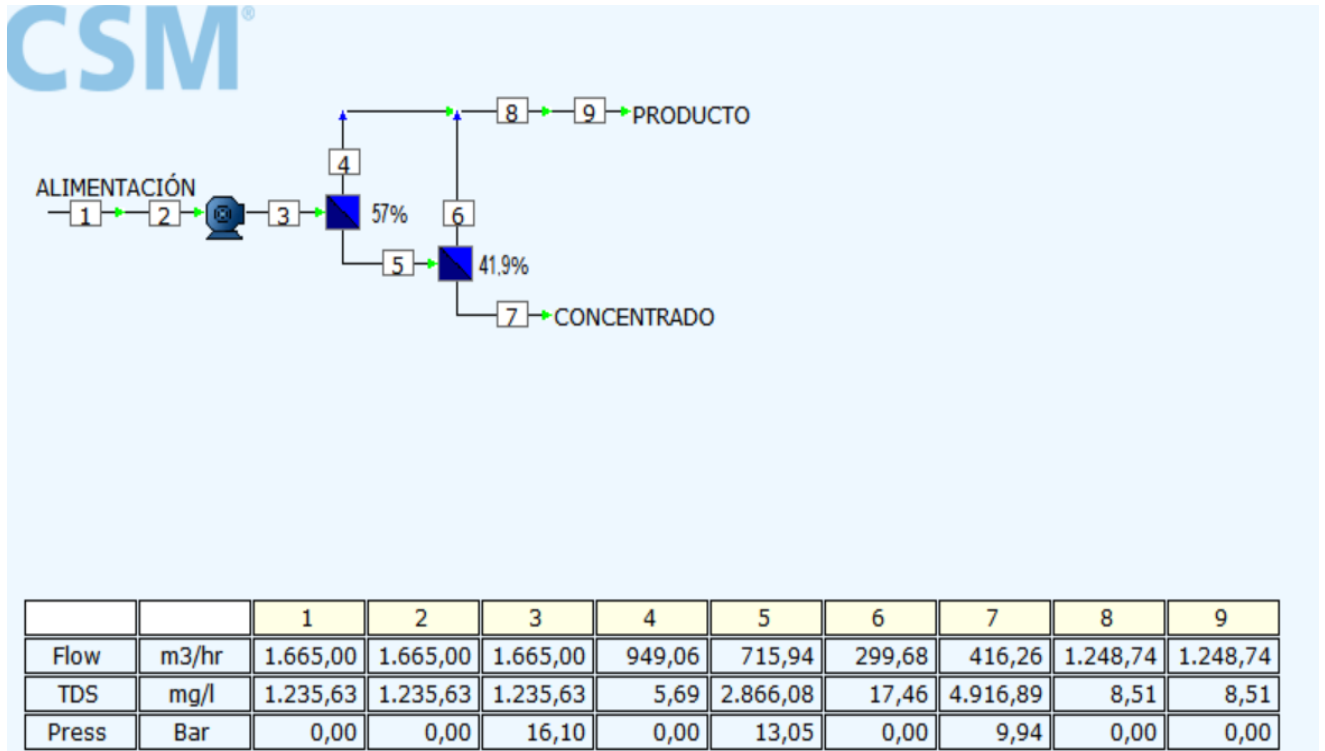 CSM®
8 9 PRODUCTO
4
ALIMENTACIÓN
1 2 3 57% 6
5 41,9%
7 CONCENTRADO
1 2 3 4 5 6 7 8 9
Flow m3/hr 1.665,00 1.665,00 1.665,00 949,06 715,94 299,68 416,26 1.248,74 1.248,74
TDS mg/l 1.235,63 1.235,63 1.235,63 5,69 2.866,08 17,46 4.916,89 8,51 8,51
Press Bar 0,00 0,00 16,10 0,00 13,05 0,00 9,94 0,00 0,00